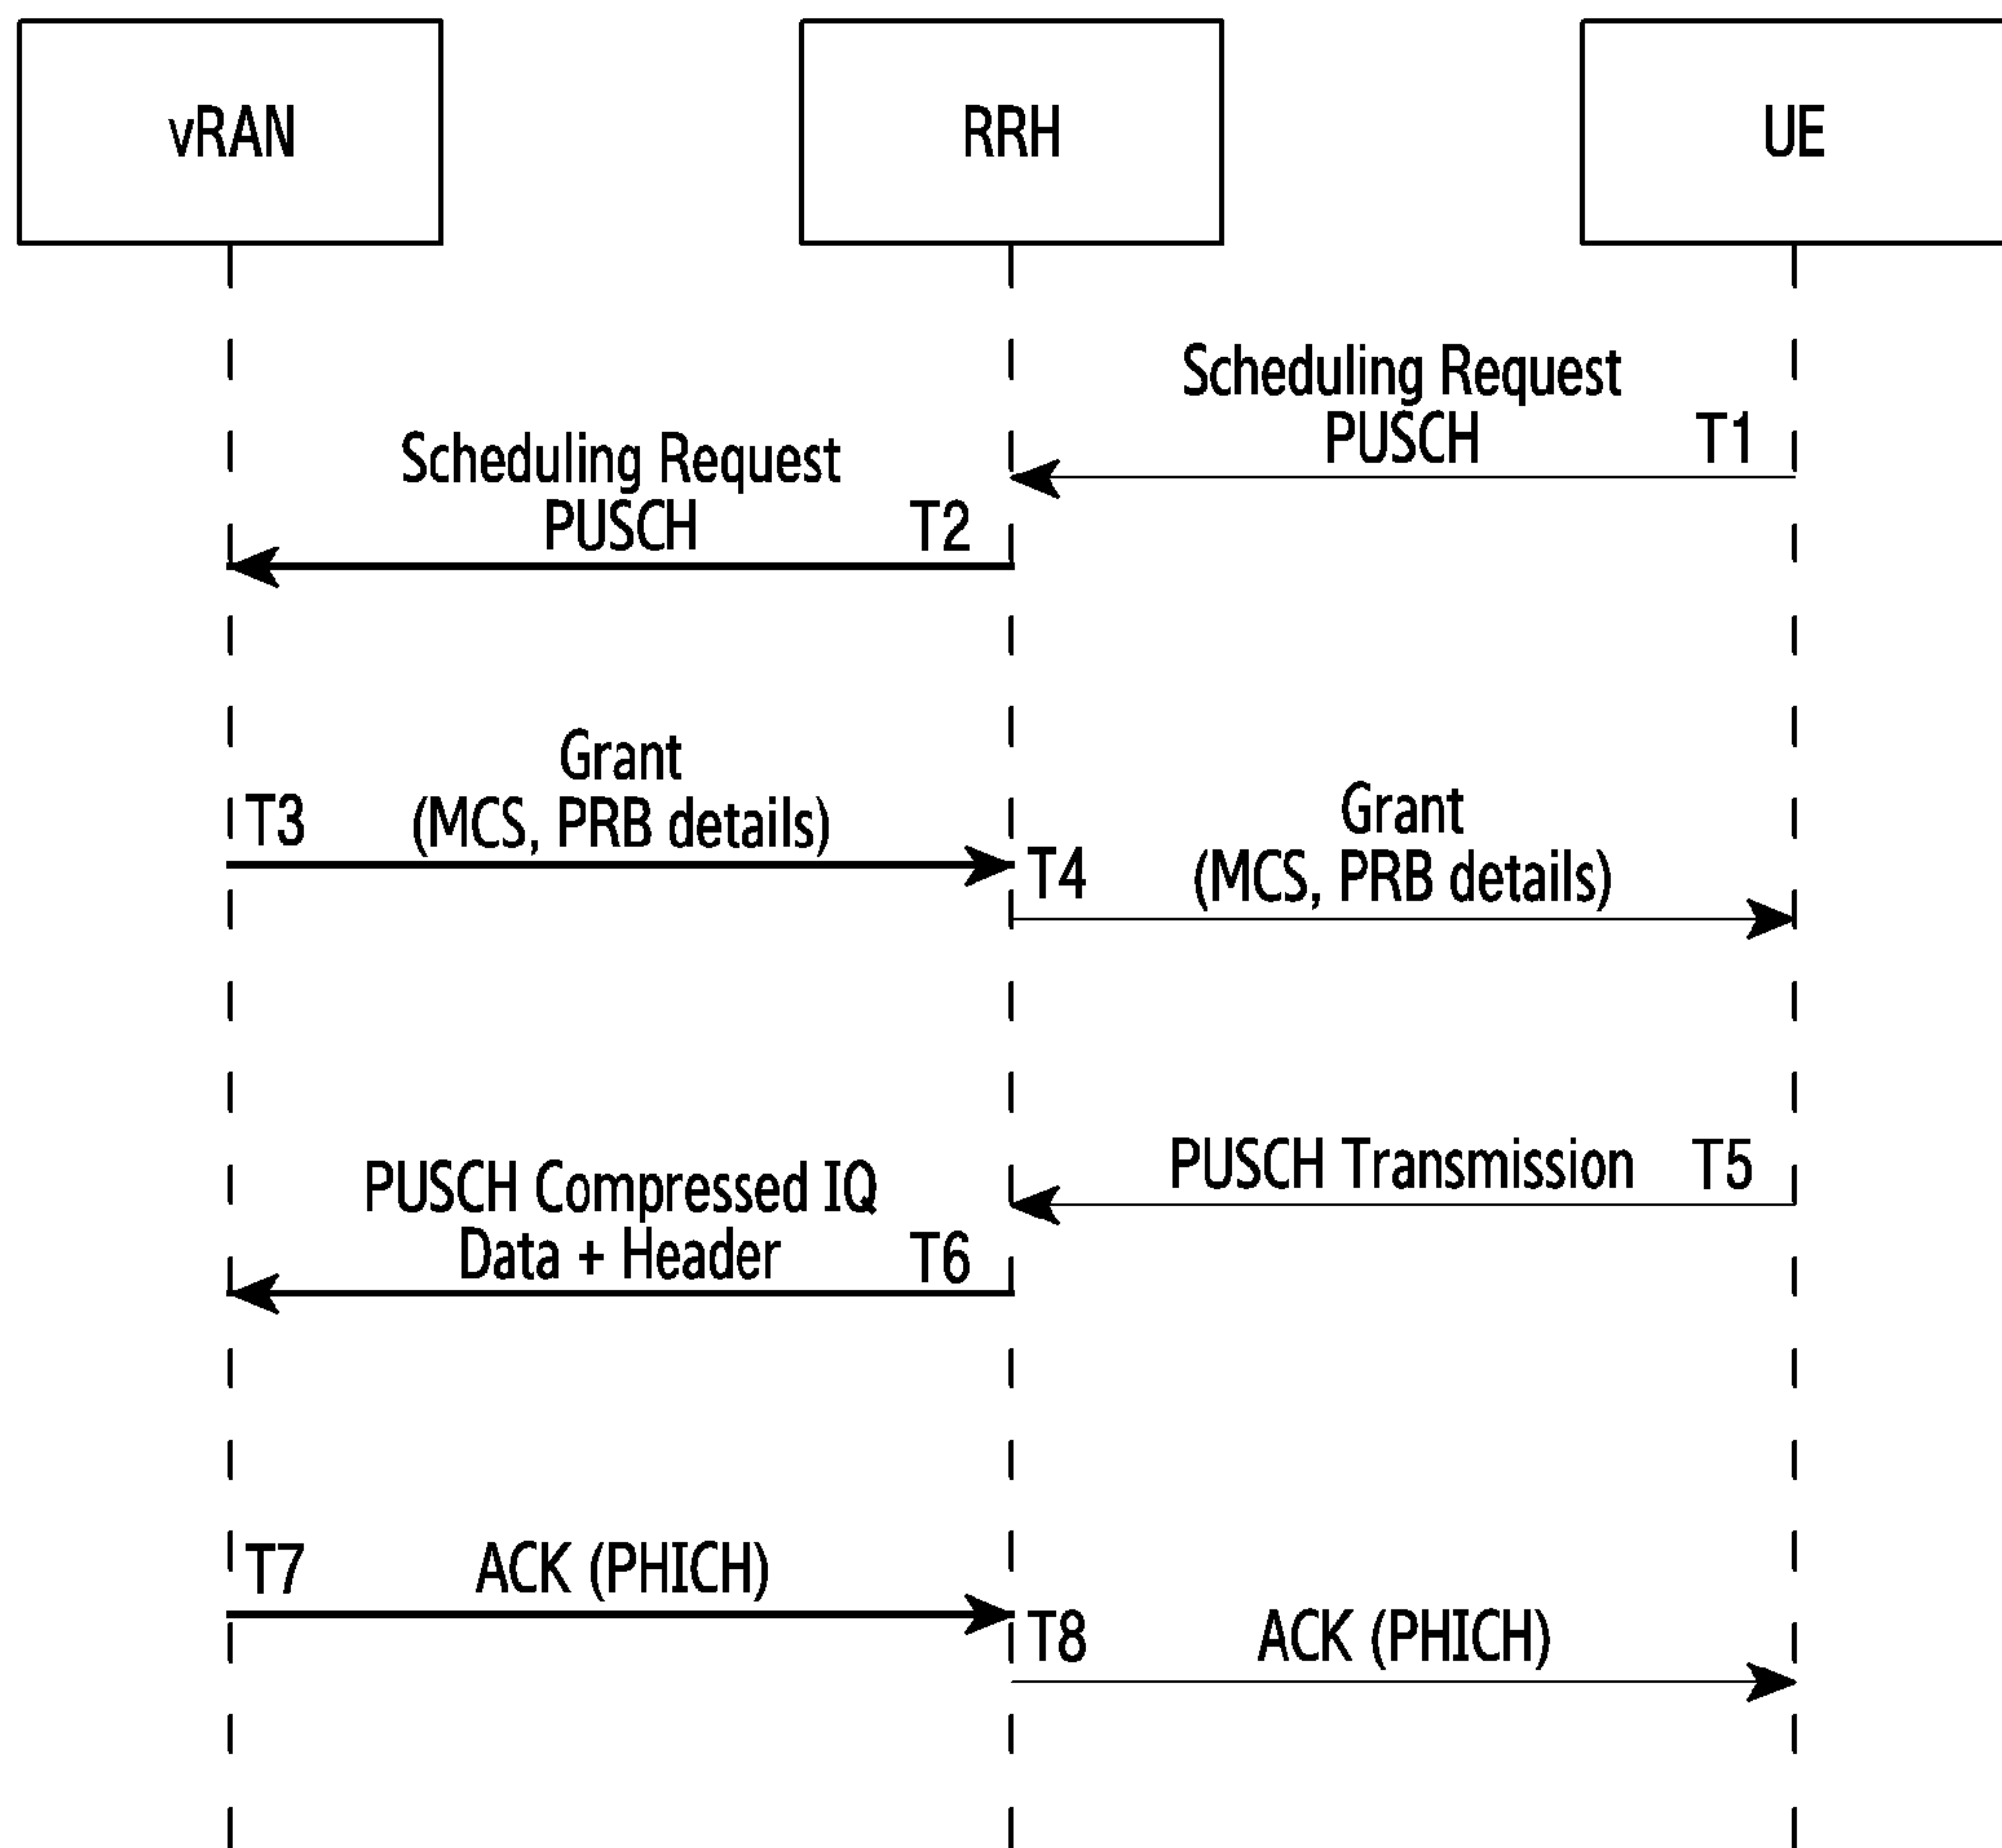 vRAN
RRH
UE
Scheduling Request
PUSCH
T1
Scheduling Request
PUSCH
T2
T3
Grant
(MCS, PRB details)
T4
Grant
(MCS, PRB details)
PUSCH Transmission
T5
PUSCH Compressed IQ
Data + Header
T6
T7
ACK (PHICH)
T8
ACK (PHICH)